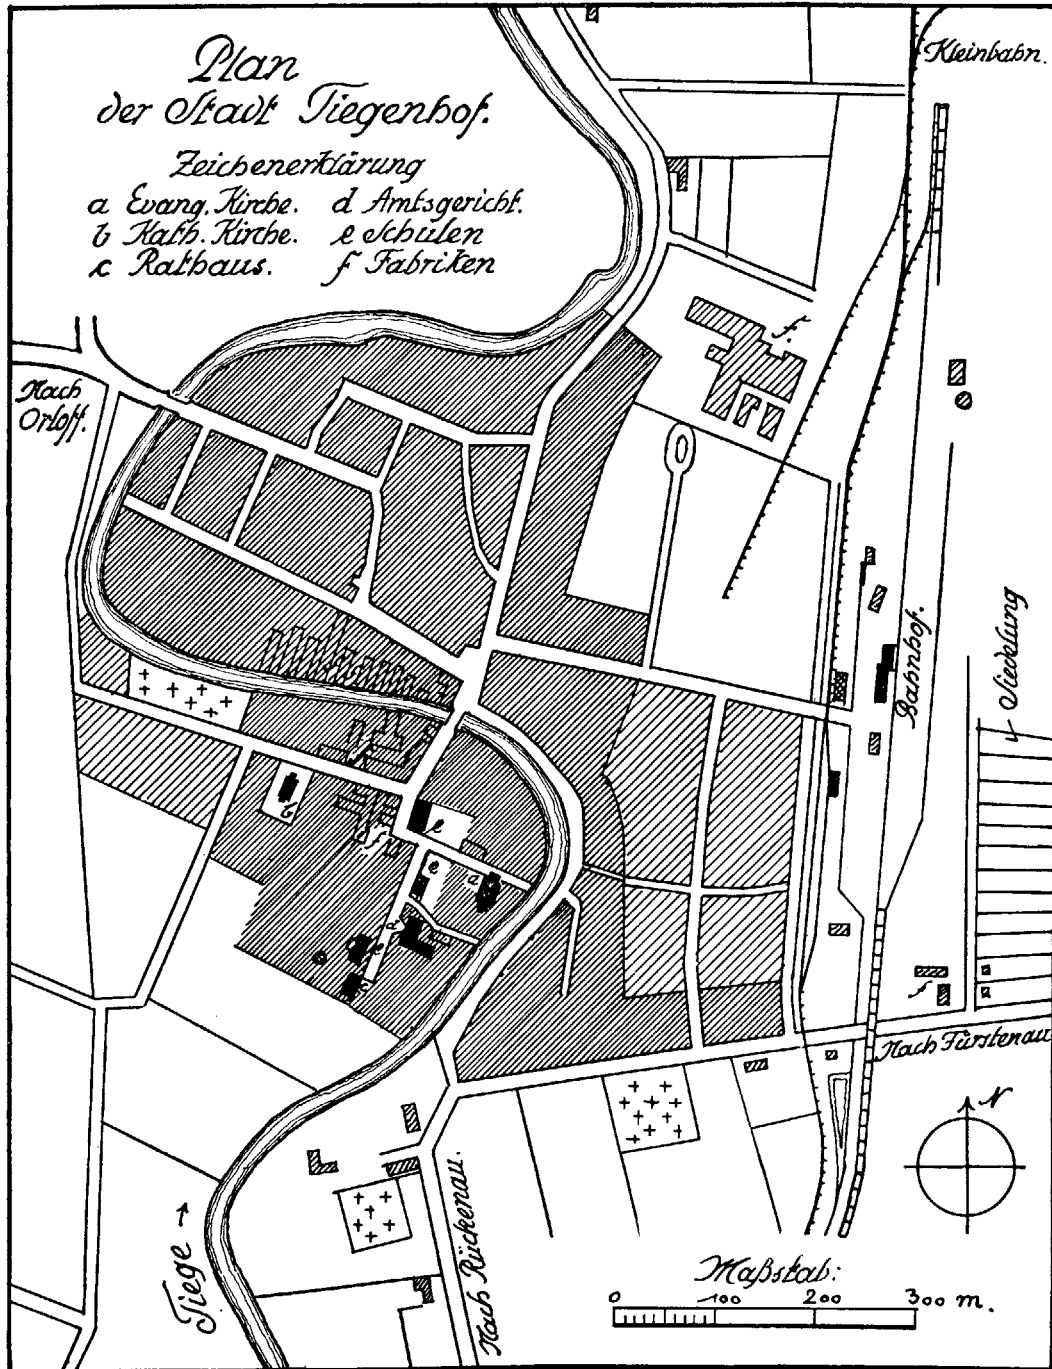 Plan
der Stadt Tiegenhof.
Zeichenerklärung
a Evang. Kirche. d Amtsgericht.
b Kath. Kirche. e Schulen
c Rathaus. f Fabriken
Kleinbahn.
Nach
Orloff.
f.
Siedelung
Bahnhof.
f
b
f
e
e
a
d
e
c
f
Nach Fürstenau
N
Tiege →
Nach Rückenau.
Maßstab:
0 100 200 300 m.